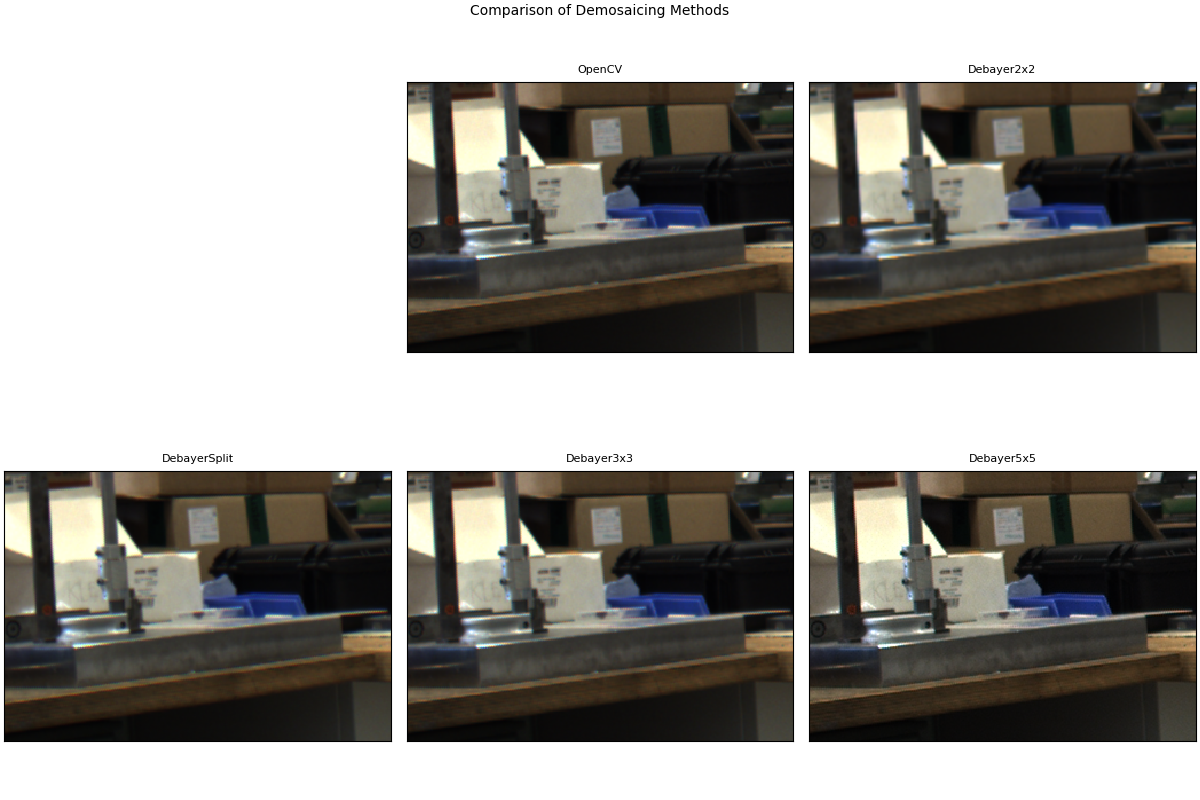 Comparison of Demosaicing Methods
OpenCV
Debayer2x2
DebayerSplit
Debayer3x3
Debayer5x5